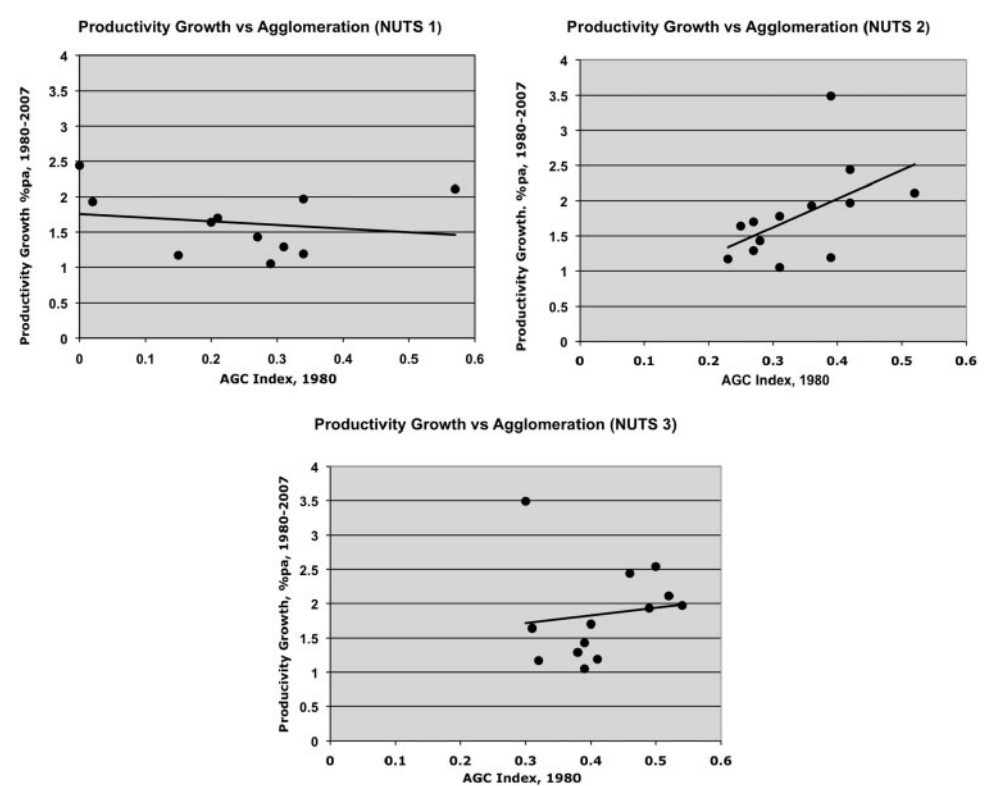 Productivity Growth vs Agglomeration (NUTS 1)
Productivity Growth %pa, 1980-2007
4
3.5
3
2.5
2
1.5
1
0.5
0
0 0.1 0.2 0.3 0.4 0.5 0.6
AGC Index, 1980
Productivity Growth vs Agglomeration (NUTS 2)
Productivity Growth. %pa, 1980-2007
4
3.5
3
2.5
2
1.5
1
0.5
0
0 0.1 0.2 0.3 0.4 0.5 0.6
AGC Index, 1980
Productivity Growth vs Agglomeration (NUTS 3)
Producivity Growth, %pa, 1980-2007
4
3.5
3
2.5
2
1.5
1
0.5
0
0 0.1 0.2 0.3 0.4 0.5 0.6
AGC Index, 1980